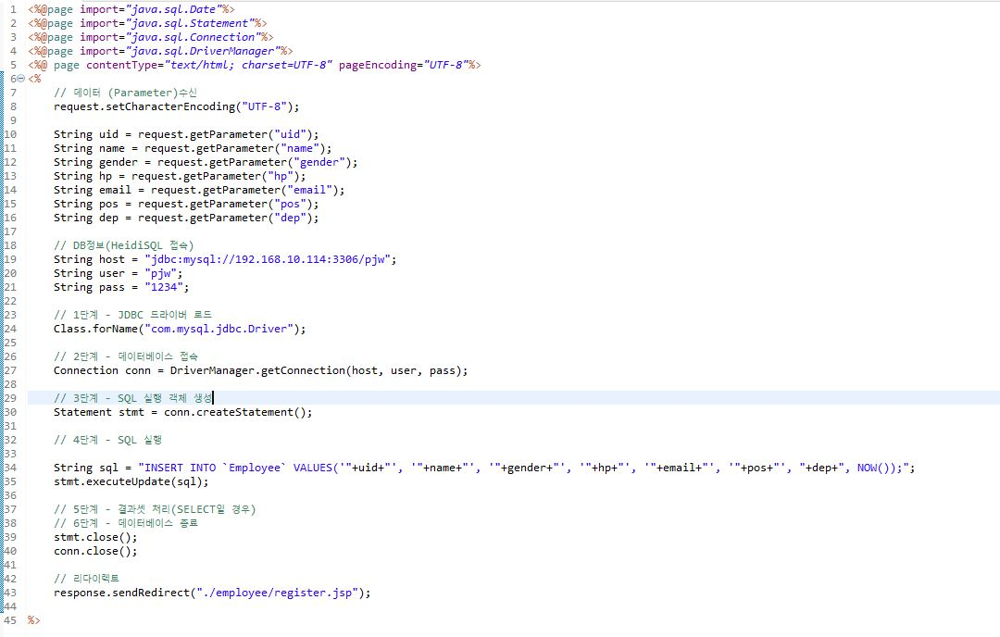 1 <%@page import="java.sql.Date"%>
2 <%@page import="java.sql.Statement"%>
3 <%@page import="java.sql.Connection"%>
4 <%@page import="java.sql.DriverManager"%>
5 <%@ page contentType="text/html; charset=UTF-8" pageEncoding="UTF-8"%>
6 <%
7 // 데이터 (Parameter)수신
8 request.setCharacterEncoding("UTF-8");
9
10 String uid = request.getParameter("uid");
11 String name = request.getParameter("name");
12 String gender = request.getParameter("gender");
13 String hp = request.getParameter("hp");
14 String email = request.getParameter("email");
15 String pos = request.getParameter("pos");
16 String dep = request.getParameter("dep");
17
18 // DB정보(HeidiSQL 접속)
19 String host = "jdbc:mysql://192.168.10.114:3306/pjw";
20 String user = "pjw";
21 String pass = "1234";
22
23 // 1단계 - JDBC 드라이버 로드
24 Class.forName("com.mysql.jdbc.Driver");
25
26 // 2단계 - 데이터베이스 접속
27 Connection conn = DriverManager.getConnection(host, user, pass);
28
29 // 3단계 - SQL 실행 객체 생성
30 Statement stmt = conn.createStatement();
31
32 // 4단계 - SQL 실행
33
34 String sql = "INSERT INTO `Employee` VALUES('"+uid+"', '"+name+"', '"+gender+"', '"+hp+"', '"+email+"', '"+pos+"', "+dep+", NOW());";
35 stmt.executeUpdate(sql);
36
37 // 5단계 - 결과셋 처리(SELECT일 경우)
38 // 6단계 - 데이터베이스 종료
39 stmt.close();
40 conn.close();
41
42 // 리다이렉트
43 response.sendRedirect("./employee/register.jsp");
44
45 %>